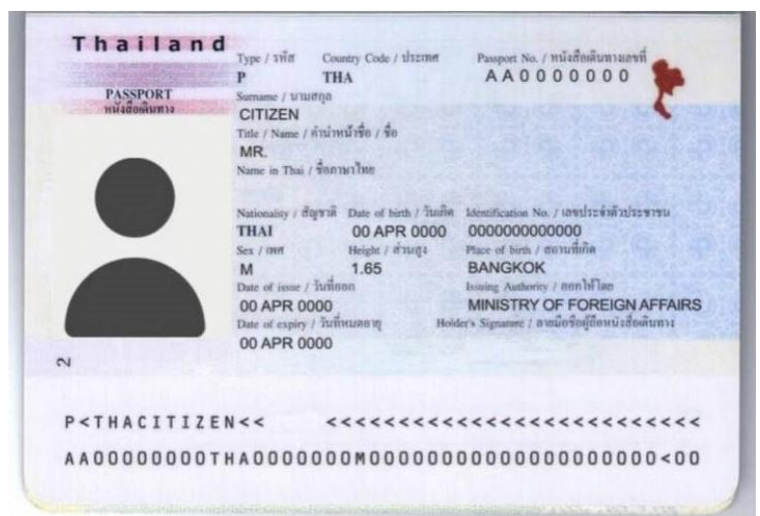 Thailand
Type / รหัส Country Code / ประเทศ Passport No. / หนังสือเดินทางเลขที่
P THA AA0000000
PASSPORT
หนังสือเดินทาง
Surname / นามสกุล
CITIZEN
Title / Name / คำนำหน้าชื่อ / ชื่อ
MR.
Name in Thai / ชื่อภาษาไทย
Nationality / สัญชาติ Date of birth / วันเกิด Identification No. / เลขประจำตัวประชาชน
THAI 00 APR 0000 0000000000000
Sex / เพศ Height / ส่วนสูง Place of birth / สถานที่เกิด
M 1.65 BANGKOK
Date of issue / วันที่ออก Issuing Authority / ออกให้โดย
00 APR 0000 MINISTRY OF FOREIGN AFFAIRS
Date of expiry / วันที่หมดอายุ Holder's Signature / ลายมือชื่อผู้ถือหนังสือเดินทาง
00 APR 0000
2
P<THACITIZEN<< <<<<<<<<<<<<<<<<<<<<<<<<<<
AA00000000THA0000000M0000000000000000000000<00